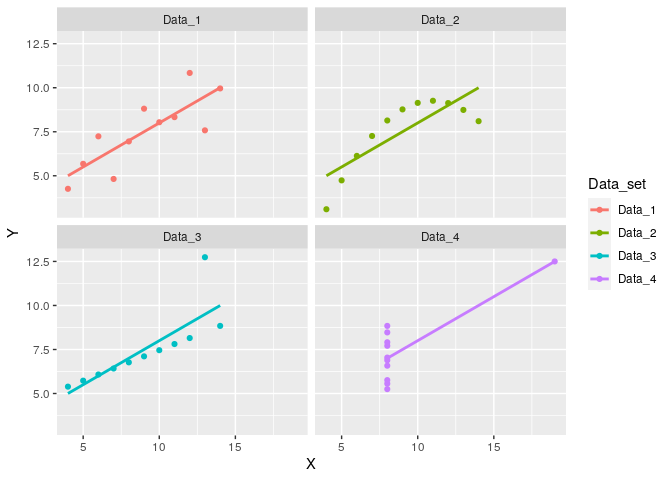 Data_1
Data_2
12.5
10.0
7.5
5.0
Data_3
Data_4
12.5
10.0
7.5
5.0
5
10
15
5
10
15
X
Y
Data_set
Data_1
Data_2
Data_3
Data_4